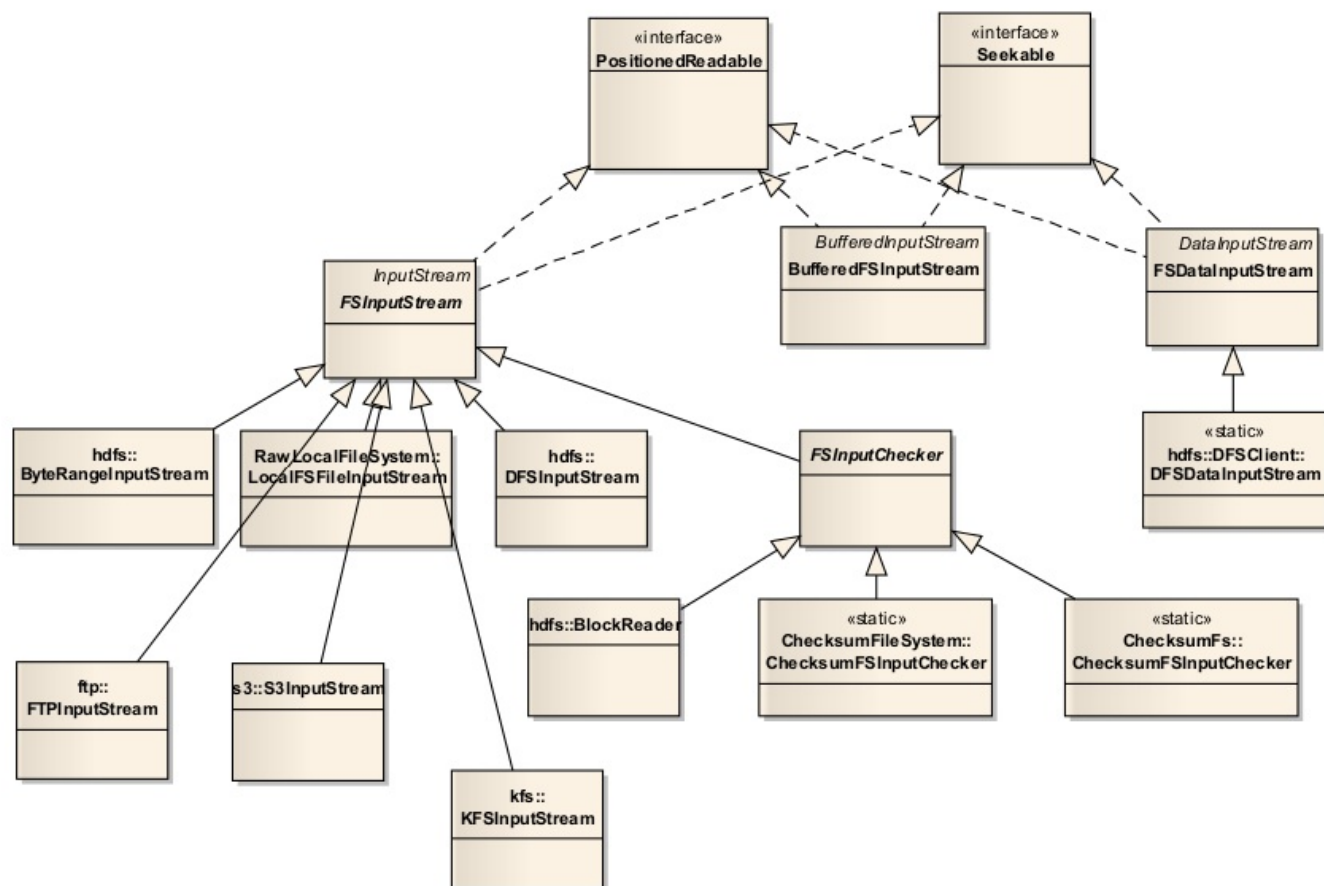 «interface»
PositionedReadable
«interface»
Seekable
BufferedInputStream
BufferedFSInputStream
DataInputStream
FSDataInputStream
InputStream
FSInputStream
hdfs::
ByteRangeInputStream
RawLocalFileSystem::
LocalFSFileInputStream
hdfs::
DFSInputStream
FSInputChecker
«static»
hdfs::DFSClient::
DFSDataInputStream
hdfs::BlockReader
«static»
ChecksumFileSystem::
ChecksumFSInputChecker
«static»
ChecksumFs::
ChecksumFSInputChecker
ftp::
FTPInputStream
s3::S3InputStream
kfs::
KFSInputStream